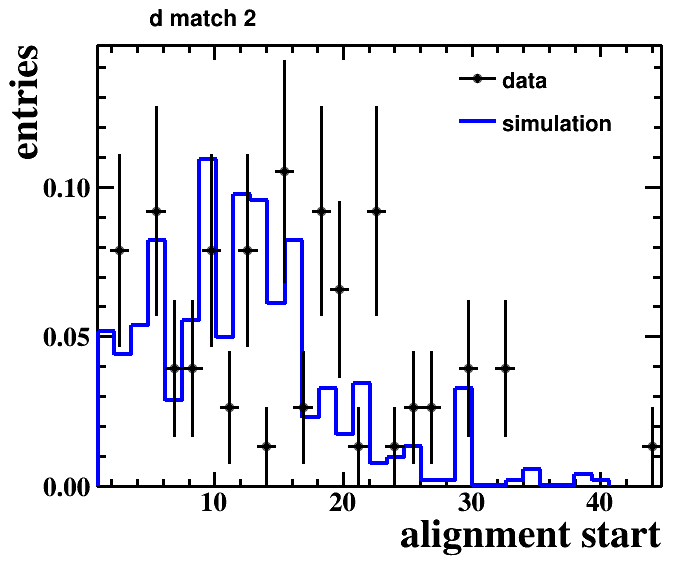 d match 2
entries
data
simulation
0.10
0.05
0.00
10 20 30 40
alignment start